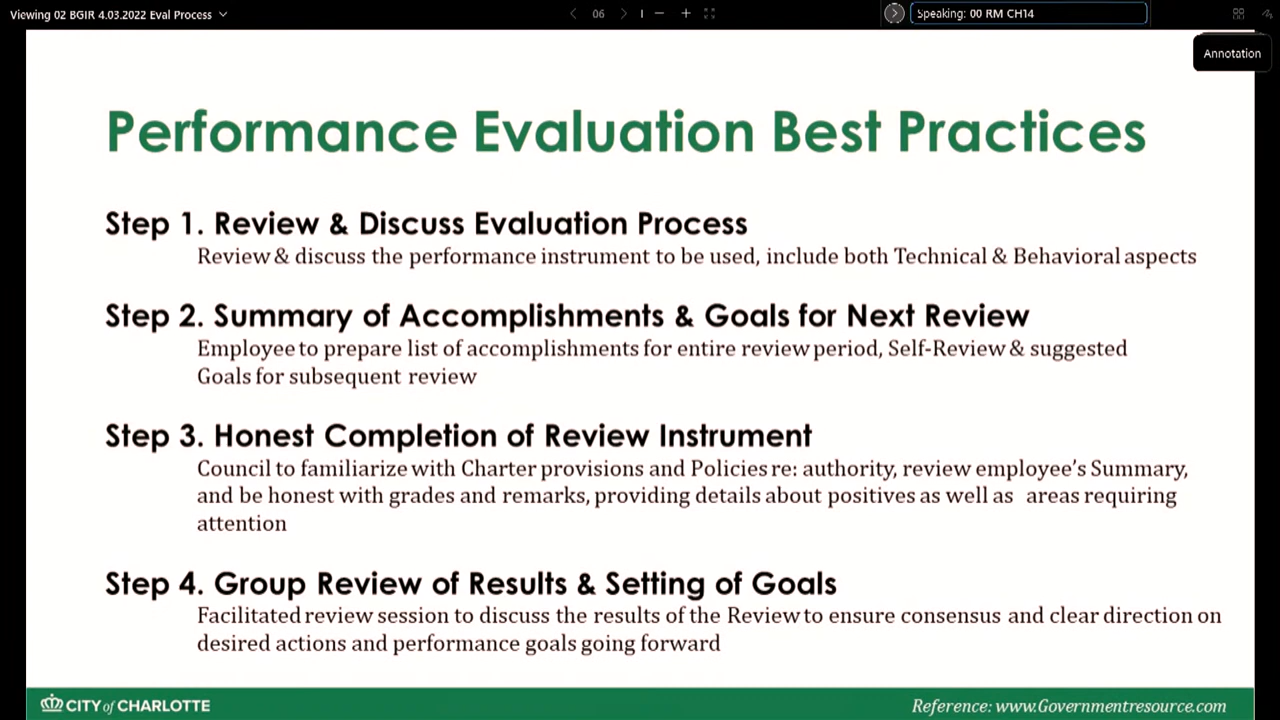 Viewing 02 BGIR 4.03.2022 Eval Process
06
Speaking: 00 RM CH14
Annotation
Performance Evaluation Best Practices
Step 1. Review & Discuss Evaluation Process
Review & discuss the performance instrument to be used, include both Technical & Behavioral aspects
Step 2. Summary of Accomplishments & Goals for Next Review
Employee to prepare list of accomplishments for entire review period, Self-Review & suggested
Goals for subsequent review
Step 3. Honest Completion of Review Instrument
Council to familiarize with Charter provisions and Policies re: authority, review employee's Summary,
and be honest with grades and remarks, providing details about positives as well as areas requiring
attention
Step 4. Group Review of Results & Setting of Goals
Facilitated review session to discuss the results of the Review to ensure consensus and clear direction on
desired actions and performance goals going forward
CITY of CHARLOTTE
Reference: www.Governmentresource.com